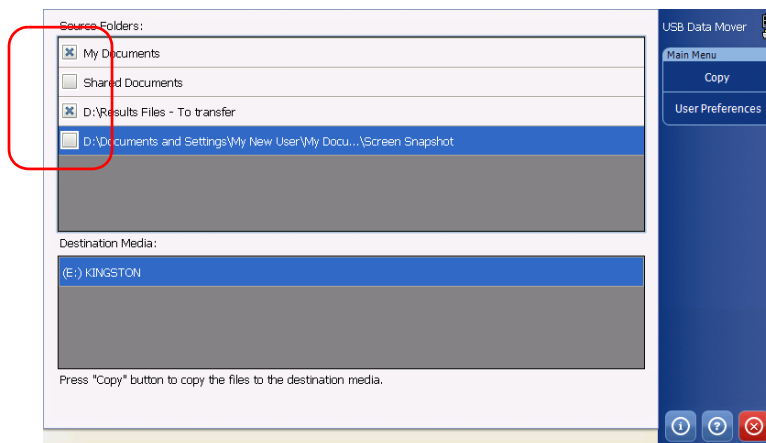 Source Folders:
My Documents
Shared Documents
D:\Results Files - To transfer
D:\Documents and Settings\My New User\My Docu...\Screen Snapshot
Destination Media:
(E:) KINGSTON
Press "Copy" button to copy the files to the destination media.
USB Data Mover
Main Menu
Copy
User Preferences